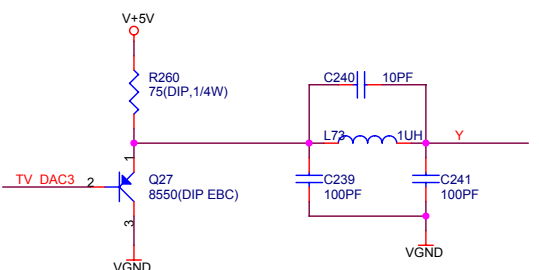 V+5V
R260
75(DIP,1/4W)
C240 10PF
L73 1UH Y
1
TV_DAC3 2
Q27
8550(DIP EBC)
C239
100PF
C241
100PF
3
VGND
VGND